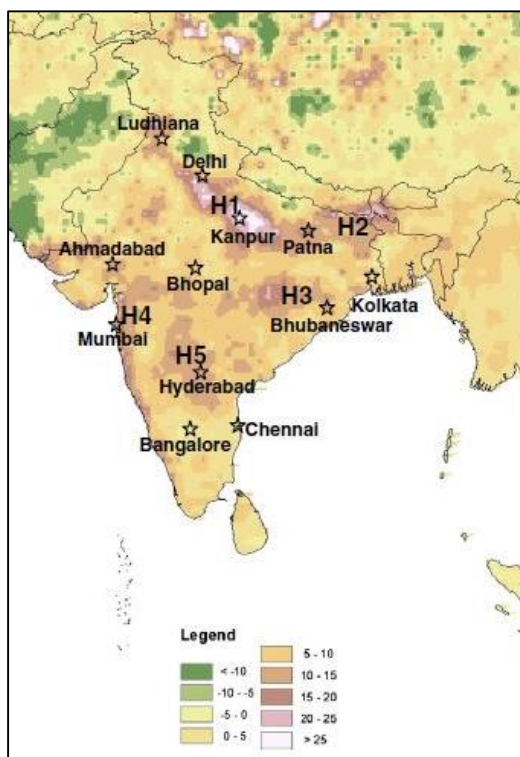 Ludhiana
Delhi
H1
Kanpur
Patna
H2
Ahmadabad
Bhopal
Kolkata
H3
Bhubaneswar
H4
Mumbai
H5
Hyderabad
Bangalore
Chennai
Legend
< -10
-10 - -5
-5 - 0
0 - 5
5 - 10
10 - 15
15 - 20
20 - 25
> 25